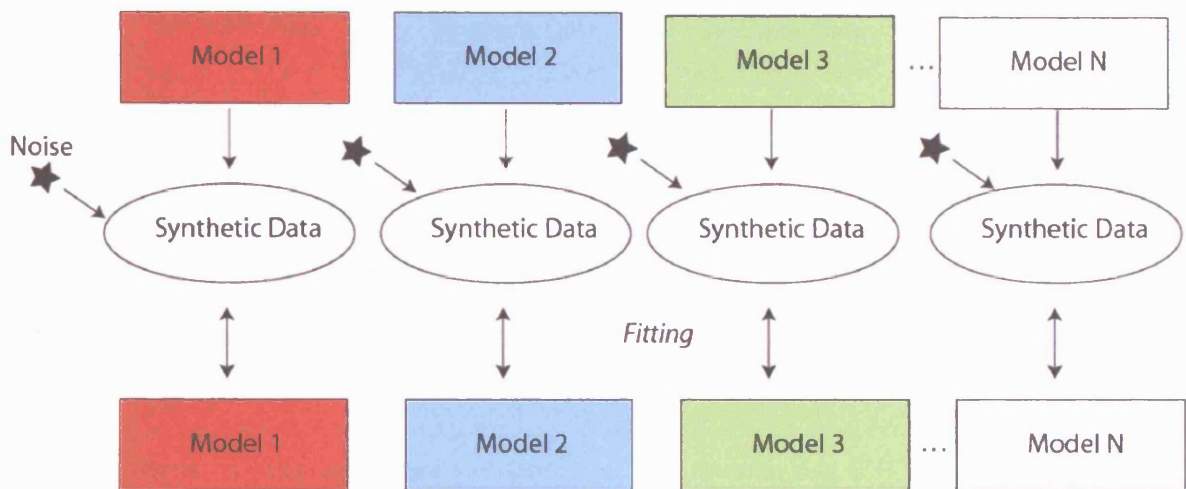 Model 1
Model 2
Model 3
...
Model N
Noise
Synthetic Data
Synthetic Data
Synthetic Data
Synthetic Data
Fitting
Model 1
Model 2
Model 3
...
Model N